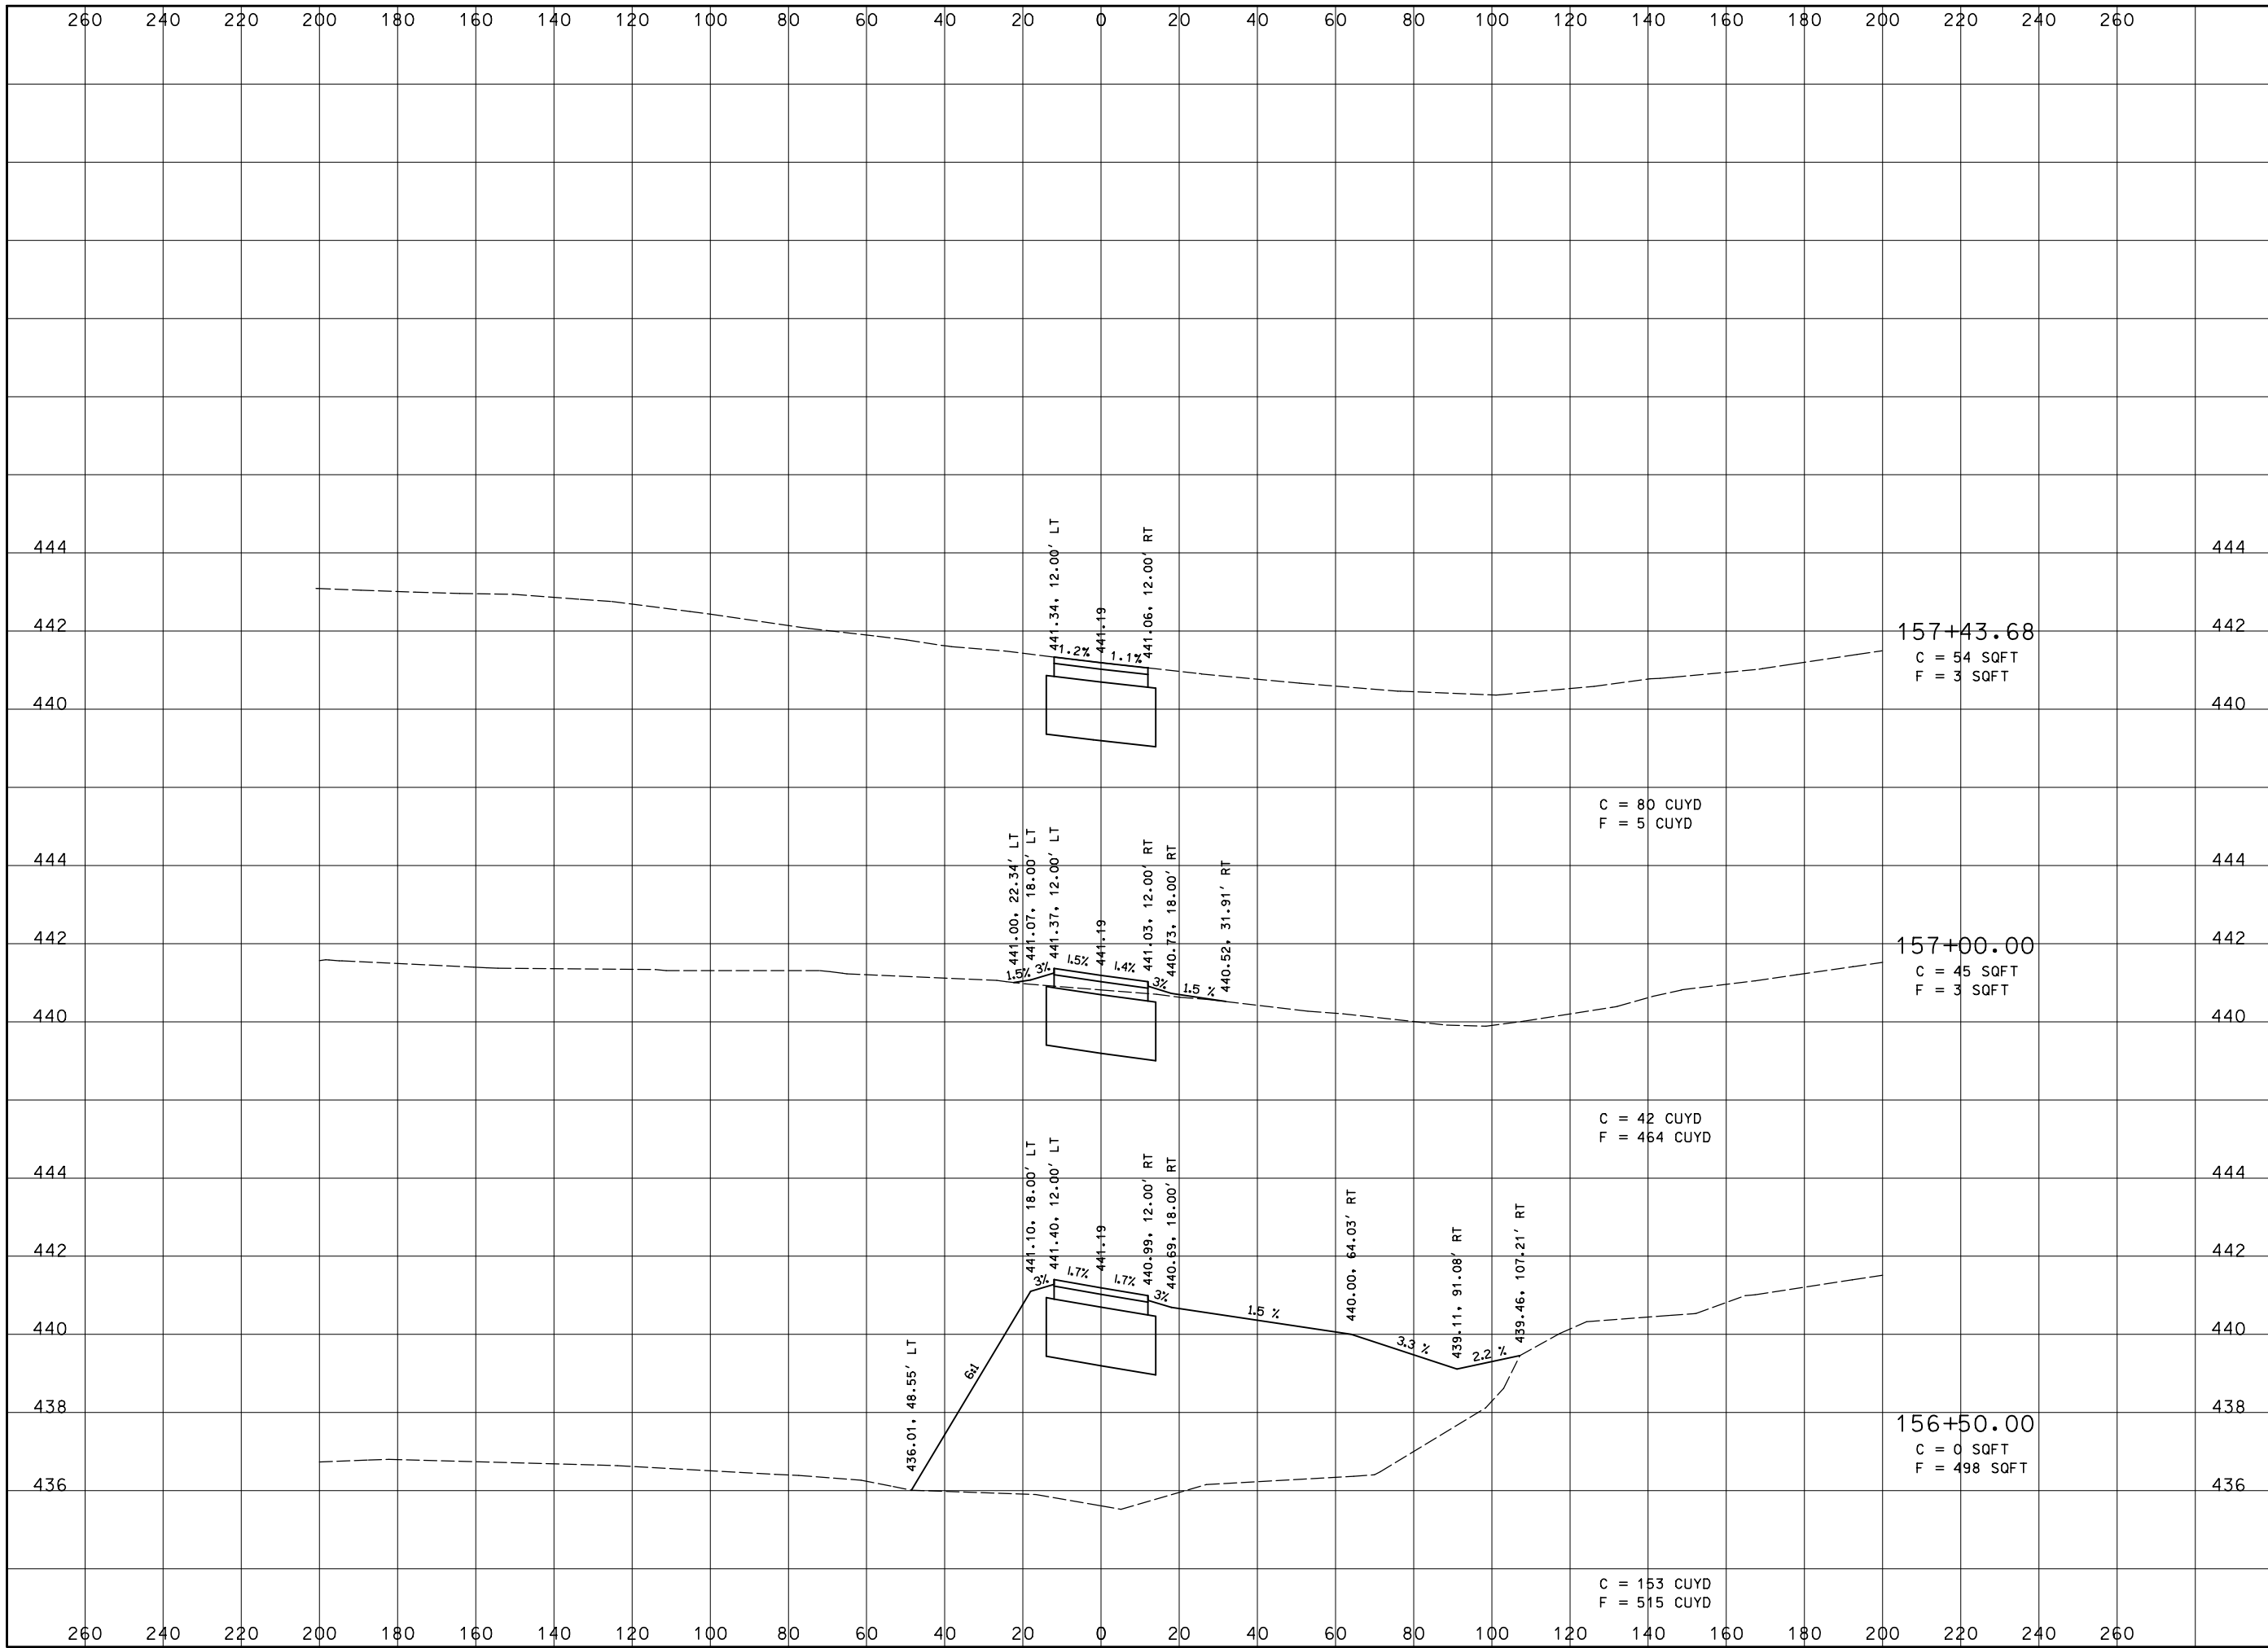 260 240 220 200 180 160 140 120 100 80 60 40 20 0 20 40 60 80 100 120 140 160 180 200 220 240 260
441.34, 12.00' LT
441.19
441.06, 12.00' RT
444 444
442 442
1.2% 1.1%
157+43.68
C = 54 SQFT
F = 3 SQFT
440 440
C = 80 CUYD
F = 5 CUYD
441.00, 22.34' LT
441.07, 18.00' LT
441.37, 12.00' LT
441.19
441.03, 12.00' RT
440.73, 18.00' RT
440.52, 31.91' RT
444 444
442 442
1.5% 3% 1.5% 1.4% 3% 1.5 %
157+00.00
C = 45 SQFT
F = 3 SQFT
440 440
C = 42 CUYD
F = 464 CUYD
441.10, 18.00' LT
441.40, 12.00' LT
441.19
440.99, 12.00' RT
440.69, 18.00' RT
440.00, 64.03' RT
439.11, 91.08' RT
439.46, 107.21' RT
444 444
442 442
3% 1.7% 1.7% 3% 1.5 % 3.3 % 2.2 %
440 440
436.01, 48.55' LT
6:1
438 438
156+50.00
C = 0 SQFT
F = 498 SQFT
436 436
C = 153 CUYD
F = 515 CUYD
260 240 220 200 180 160 140 120 100 80 60 40 20 0 20 40 60 80 100 120 140 160 180 200 220 240 260